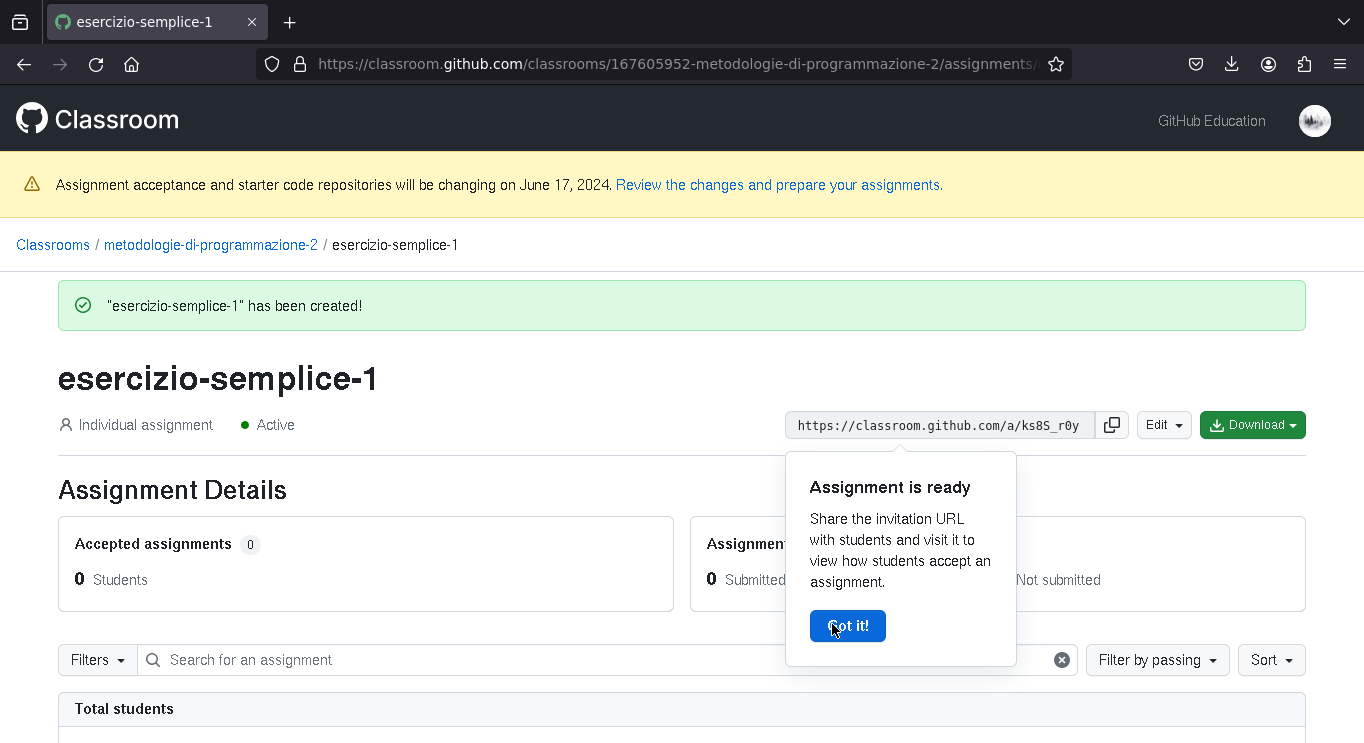 esercizio-semplice-1
https://classroom.github.com/classrooms/167605952-metodologie-di-programmazione-2/assignments/
Classroom
GitHub Education
Assignment acceptance and starter code repositories will be changing on June 17, 2024. Review the changes and prepare your assignments.
Classrooms / metodologie-di-programmazione-2 / esercizio-semplice-1
"esercizio-semplice-1" has been created!
esercizio-semplice-1
Individual assignment Active
https://classroom.github.com/a/ks8S_r0y Edit Download
Assignment Details
Assignment is ready
Share the invitation URL
with students and visit it to
view how students accept an
assignment.
Got it!
Accepted assignments 0
0 Students
Assignment
0 Submitted
Not submitted
Filters Search for an assignment Filter by passing Sort
Total students